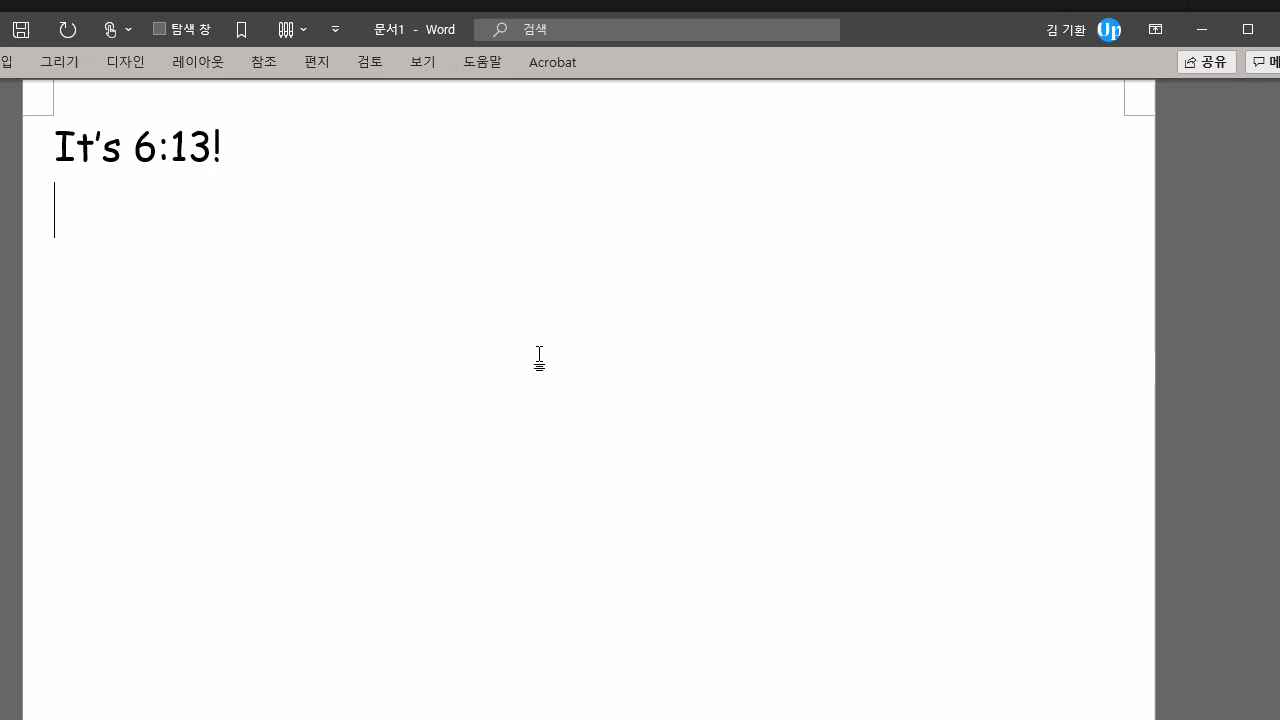 탐색 창
문서1 - Word
검색
김 기환
Up
입 그리기 디자인 레이아웃 참조 편지 검토 보기 도움말 Acrobat
공유
메
It's 6:13!